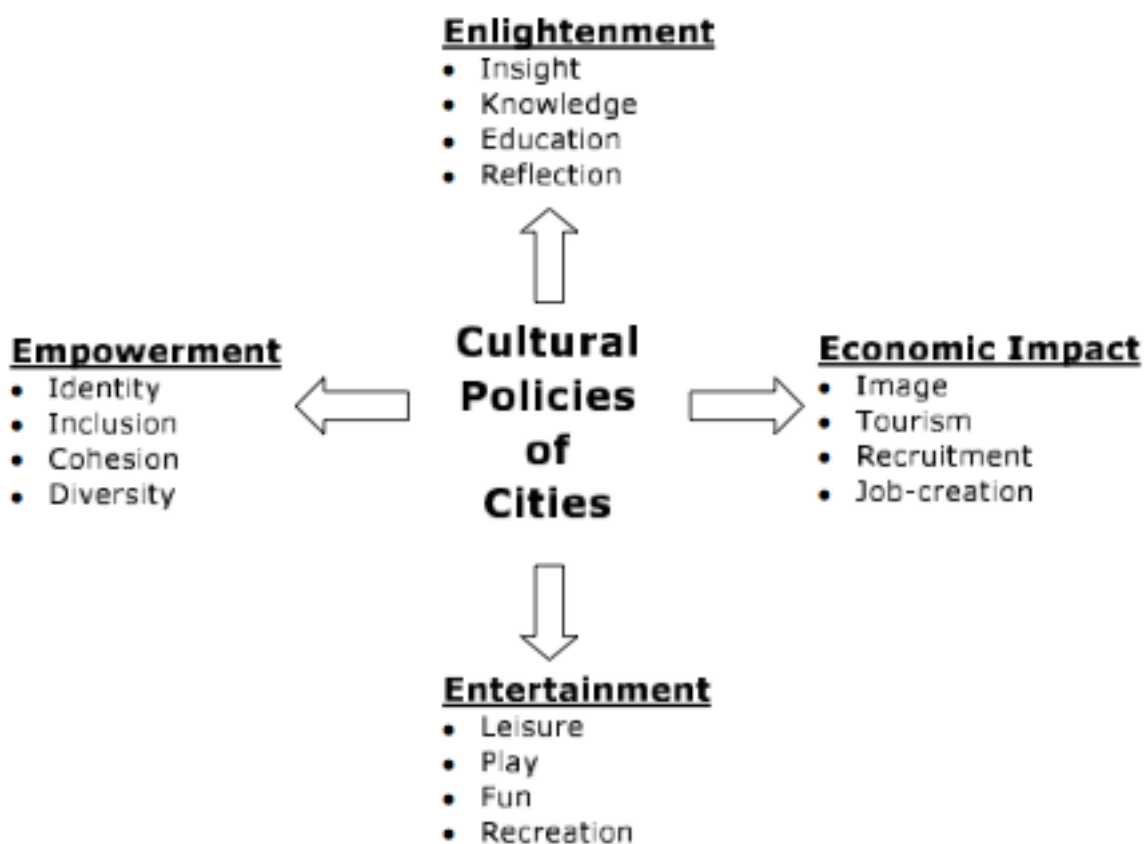 Enlightenment
• Insight
• Knowledge
• Education
• Reflection
Empowerment
• Identity
• Inclusion
• Cohesion
• Diversity
Cultural
Policies
of
Cities
Economic Impact
• Image
• Tourism
• Recruitment
• Job-creation
Entertainment
• Leisure
• Play
• Fun
• Recreation